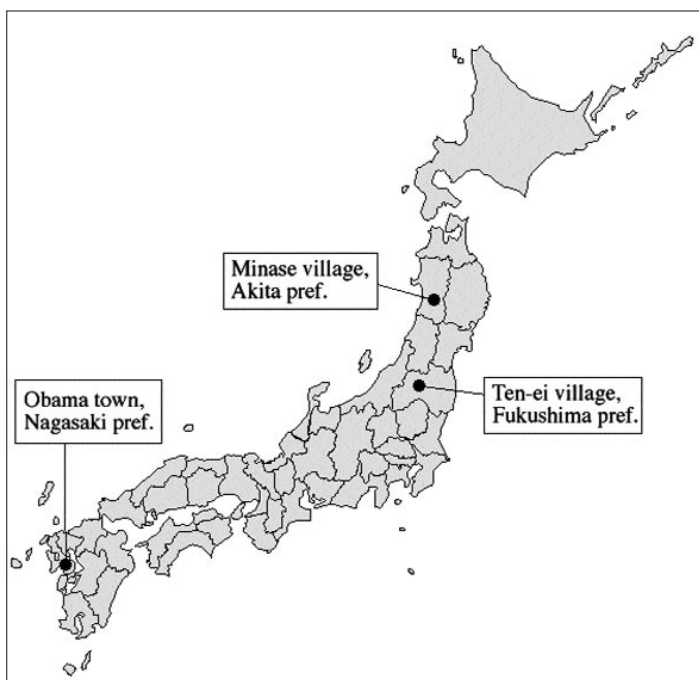 Minase village,
Akita pref.
Ten-ei village,
Fukushima pref.
Obama town,
Nagasaki pref.